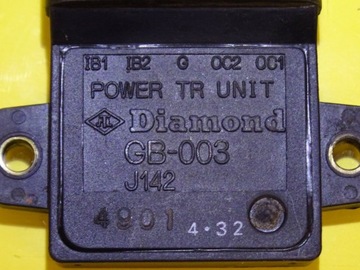 IB1 IB2 G OC2 OC1
POWER TR UNIT
Diamond
GB-003
J142
4901 4.32